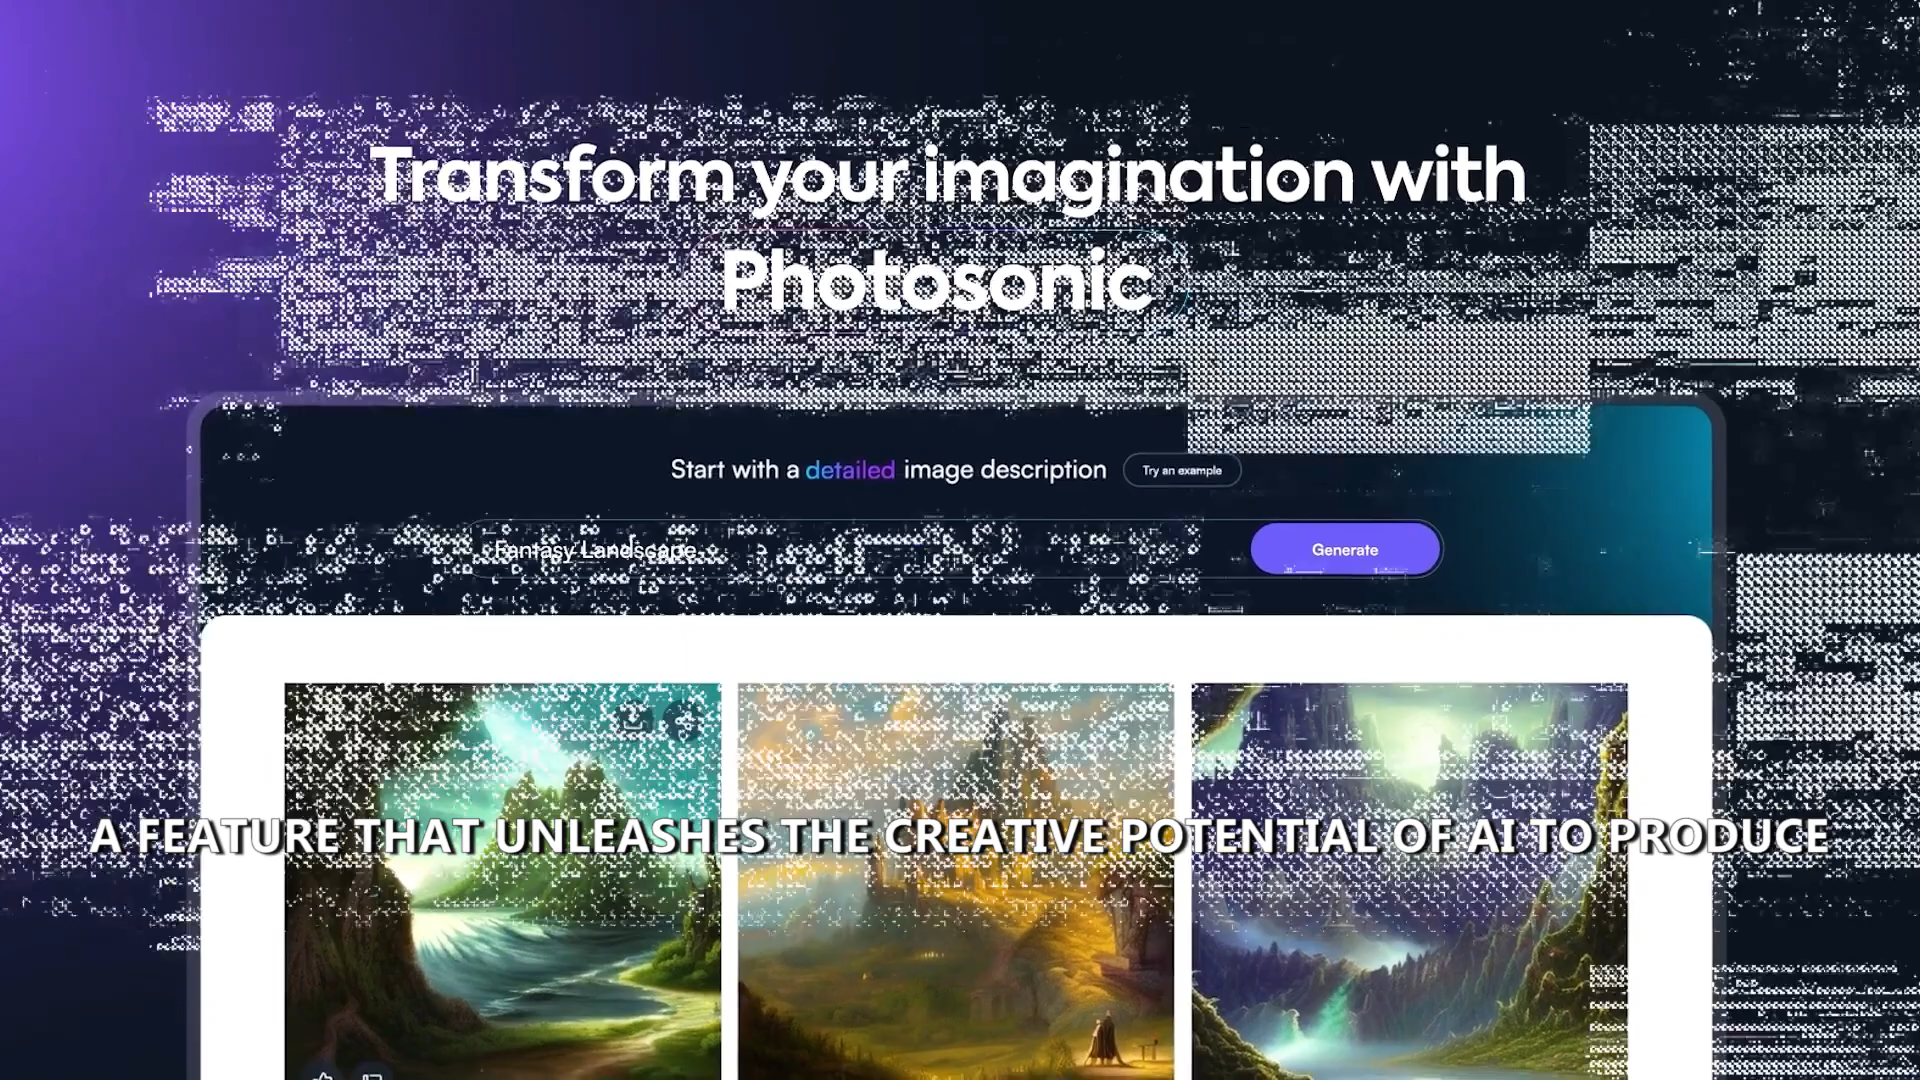 Transform your imagination with
Photosonic
Start with a detailed image description
Try an example
Fantasy Landscape
Generate
A FEATURE THAT UNLEASHES THE CREATIVE POTENTIAL OF AI TO PRODUCE